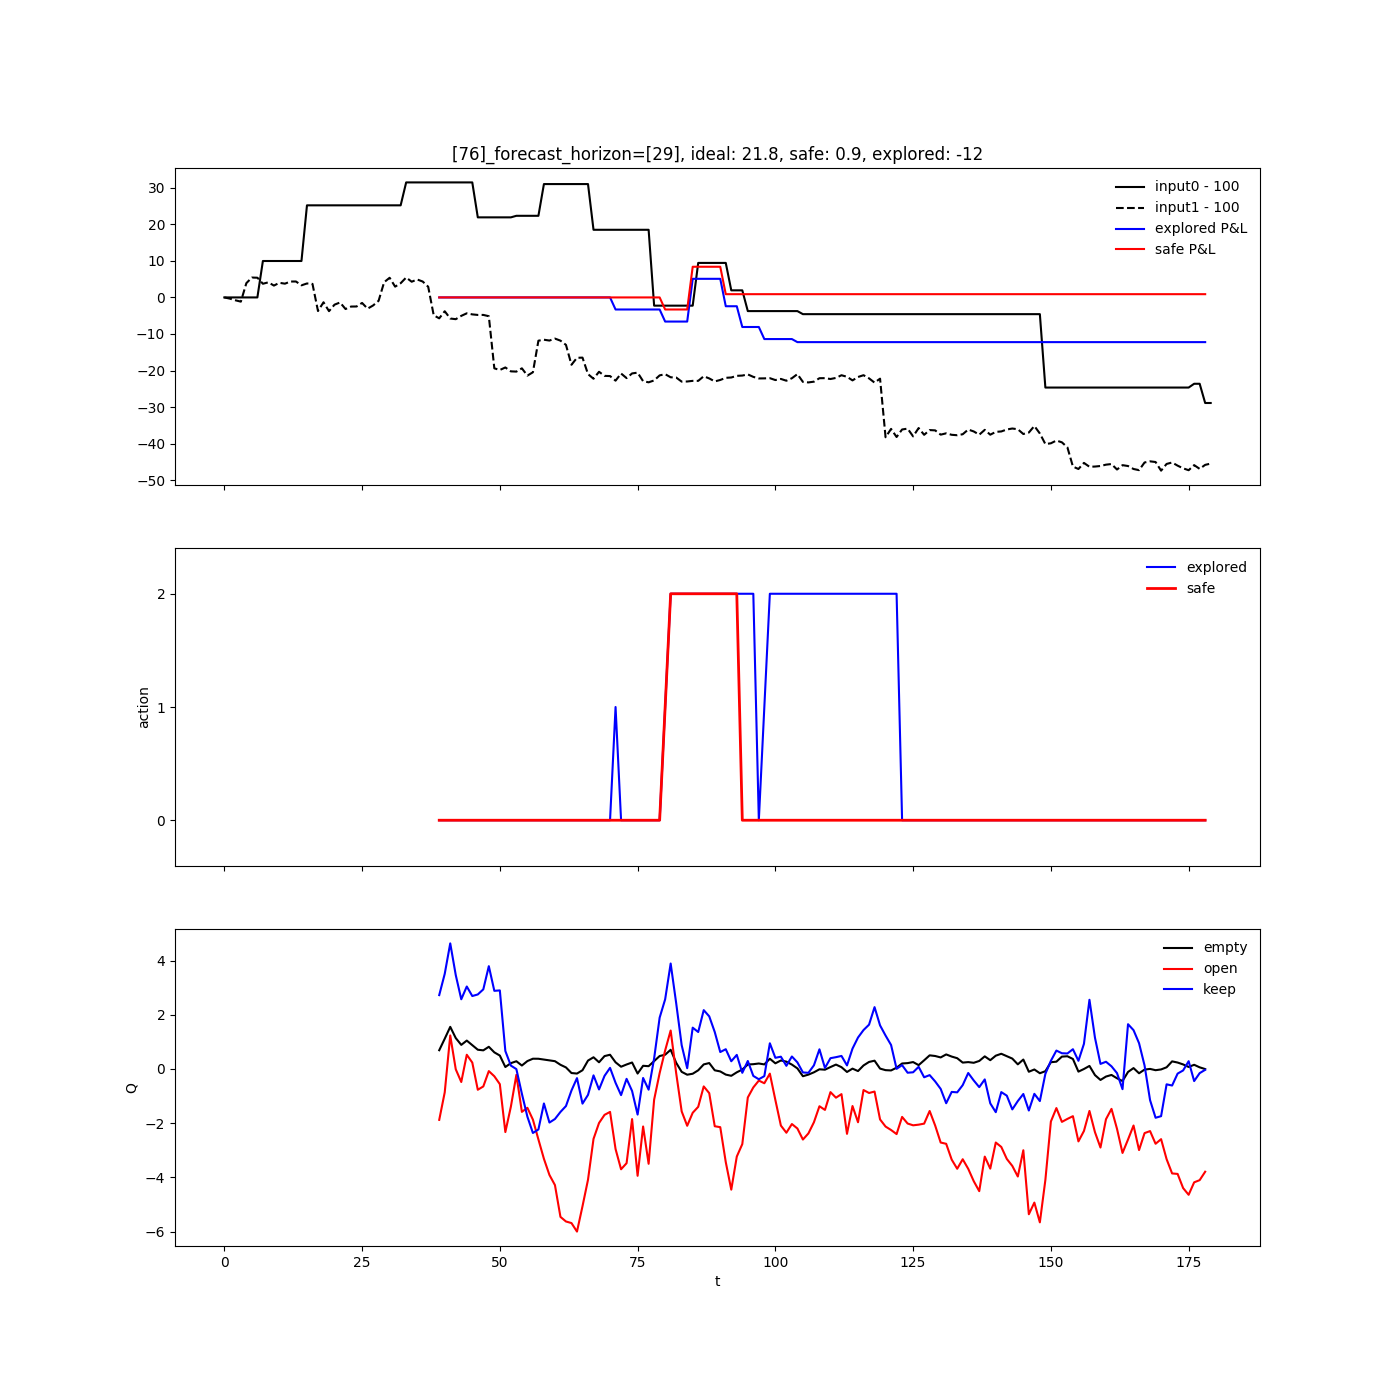 [76]_forecast_horizon=[29], ideal: 21.8, safe: 0.9, explored: -12
30
20
10
0
−10
−20
−30
−40
−50
input0 - 100
input1 - 100
explored P&L
safe P&L
2
1
0
action
explored
safe
4
2
0
−2
−4
−6
Q
empty
open
keep
0
25
50
75
100
125
150
175
t